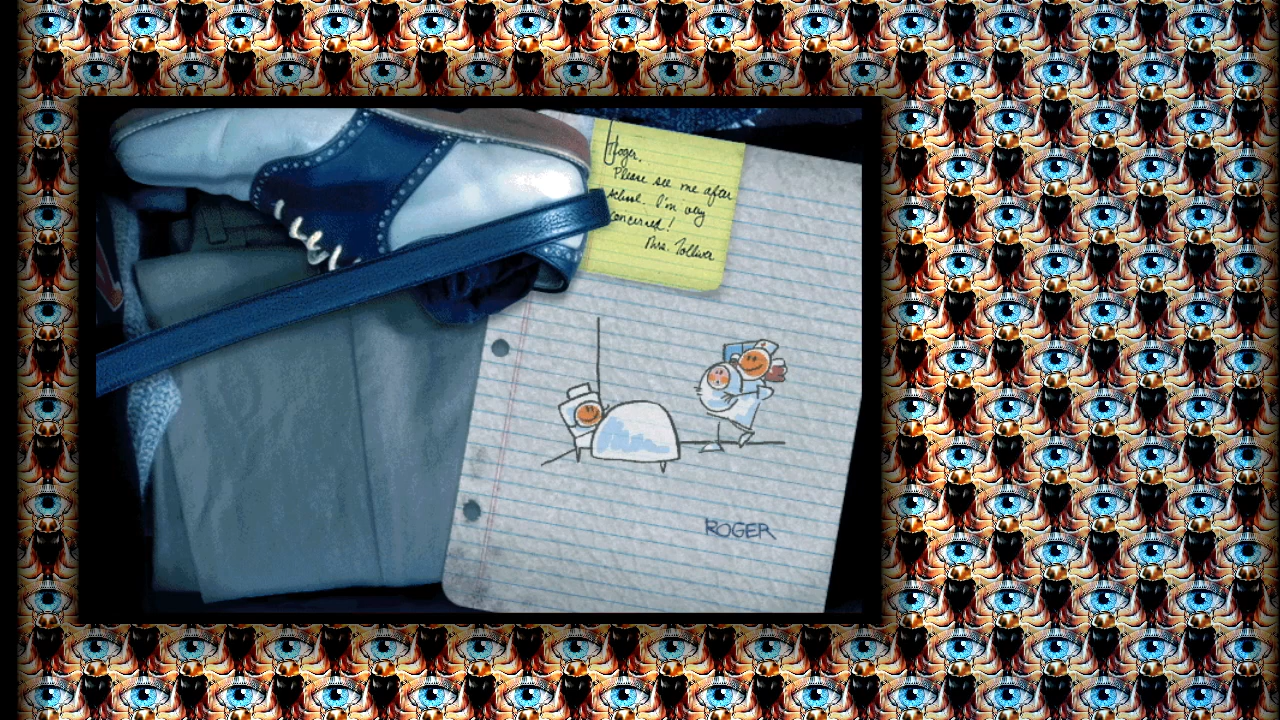 Roger,
Please see me after
school. I'm very
concerned!
Mrs. Tolliver
ROGER